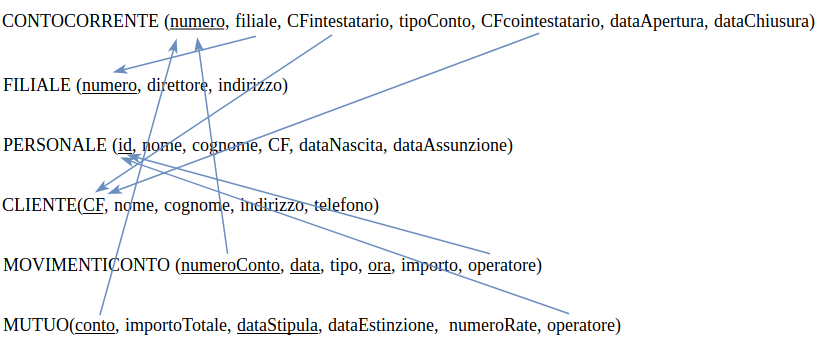 CONTOCORRENTE (numero, filiale, CFintestatario, tipoConto, CFcointestatario, dataApertura, dataChiusura)
FILIALE (numero, direttore, indirizzo)
PERSONALE (id, nome, cognome, CF, dataNascita, dataAssunzione)
CLIENTE(CF, nome, cognome, indirizzo, telefono)
MOVIMENTICONTO (numeroConto, data, tipo, ora, importo, operatore)
MUTUO(conto, importoTotale, dataStipula, dataEstinzione, numeroRate, operatore)